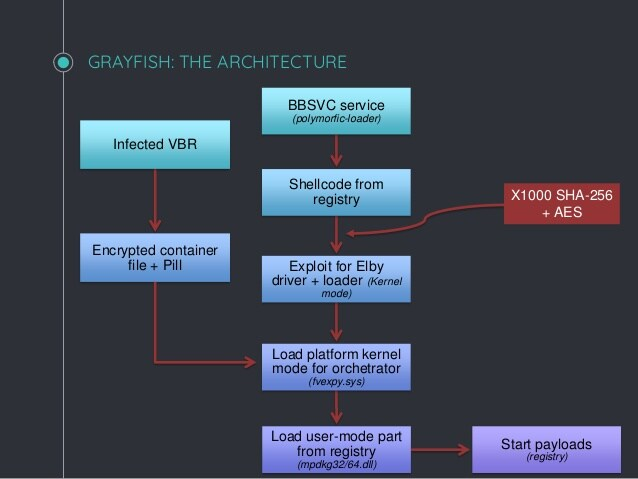 GRAYFISH: THE ARCHITECTURE
BBSVC service
(polymorfic-loader)
Infected VBR
Shellcode from
registry
X1000 SHA-256
+ AES
Encrypted container
file + Pill
Exploit for Elby
driver + loader (Kernel
mode)
Load platform kernel
mode for orchetrator
(fvexpy.sys)
Load user-mode part
from registry
(mpdkg32/64.dll)
Start payloads
(registry)